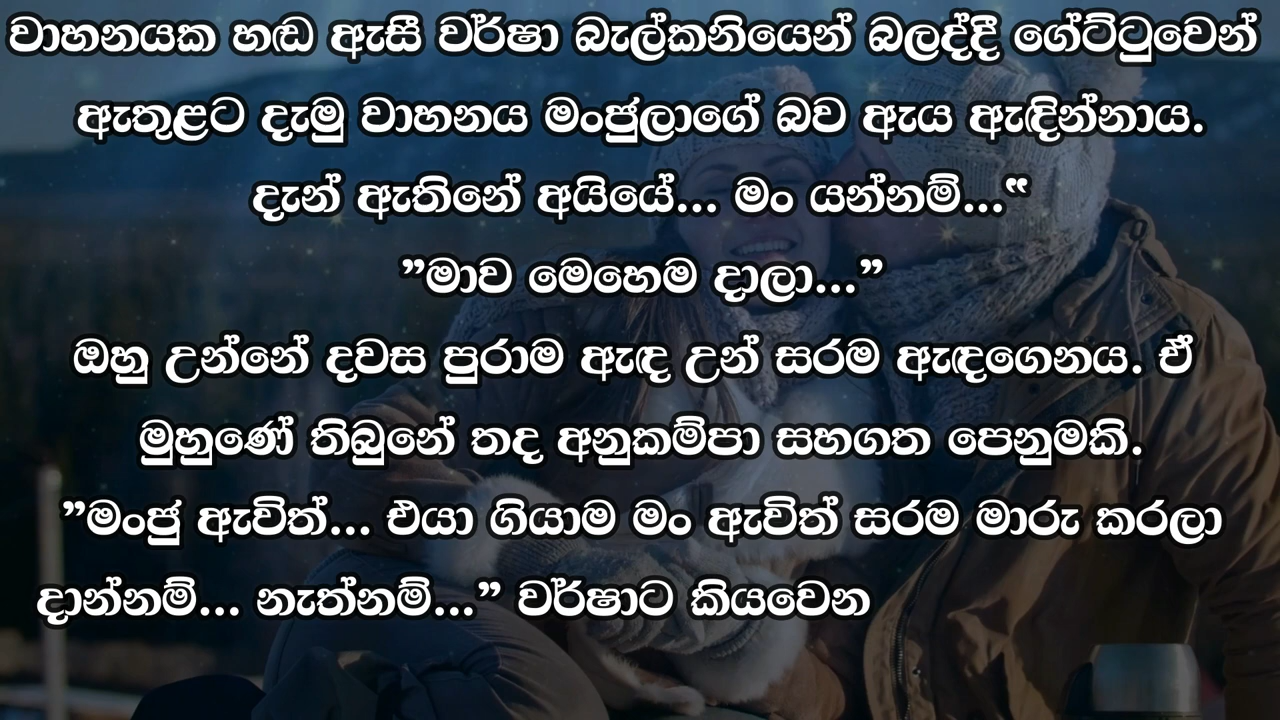 වාහනයක හඬ ඇසී වර්ෂා බැල්කනියෙන් බලද්දී ගේට්ටුවෙන්
ඇතුළට දැමු වාහනය මංජුලාගේ බව ඇය ඇඳින්නාය.
දැන් ඇතිනේ අයියේ... මං යන්නම්...“
”මාව මෙහෙම දාලා...”
ඔහු උන්නේ දවස පුරාම ඇඳ උන් සරම ඇඳගෙනය. ඒ
මුහුණේ තිබුනේ තද අනුකම්පා සහගත පෙනුමකි.
”මංජු ඇවිත්... එයා ගියාම මං ඇවිත් සරම මාරු කරලා
දාන්නම්... නැත්නම්...” වර්ෂාට කියවෙන